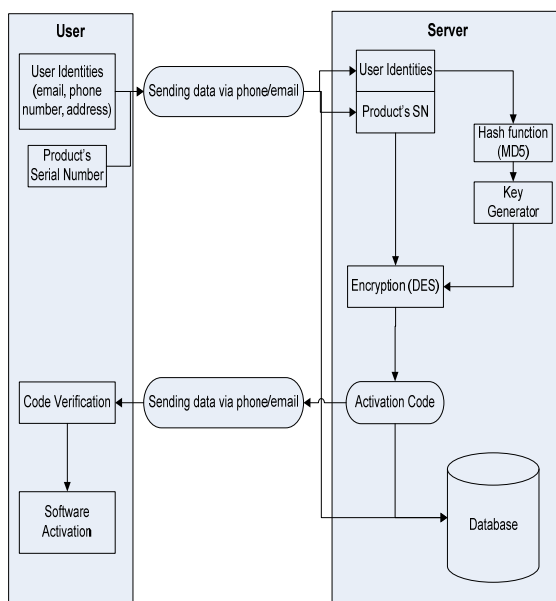 User
User Identities
(email, phone
number, address)
Product's
Serial Number
Sending data via phone/email
Server
User Identities
Product's SN
Hash function
(MD5)
Key
Generator
Encryption (DES)
Code Verification
Sending data via phone/email
Activation Code
Software
Activation
Database